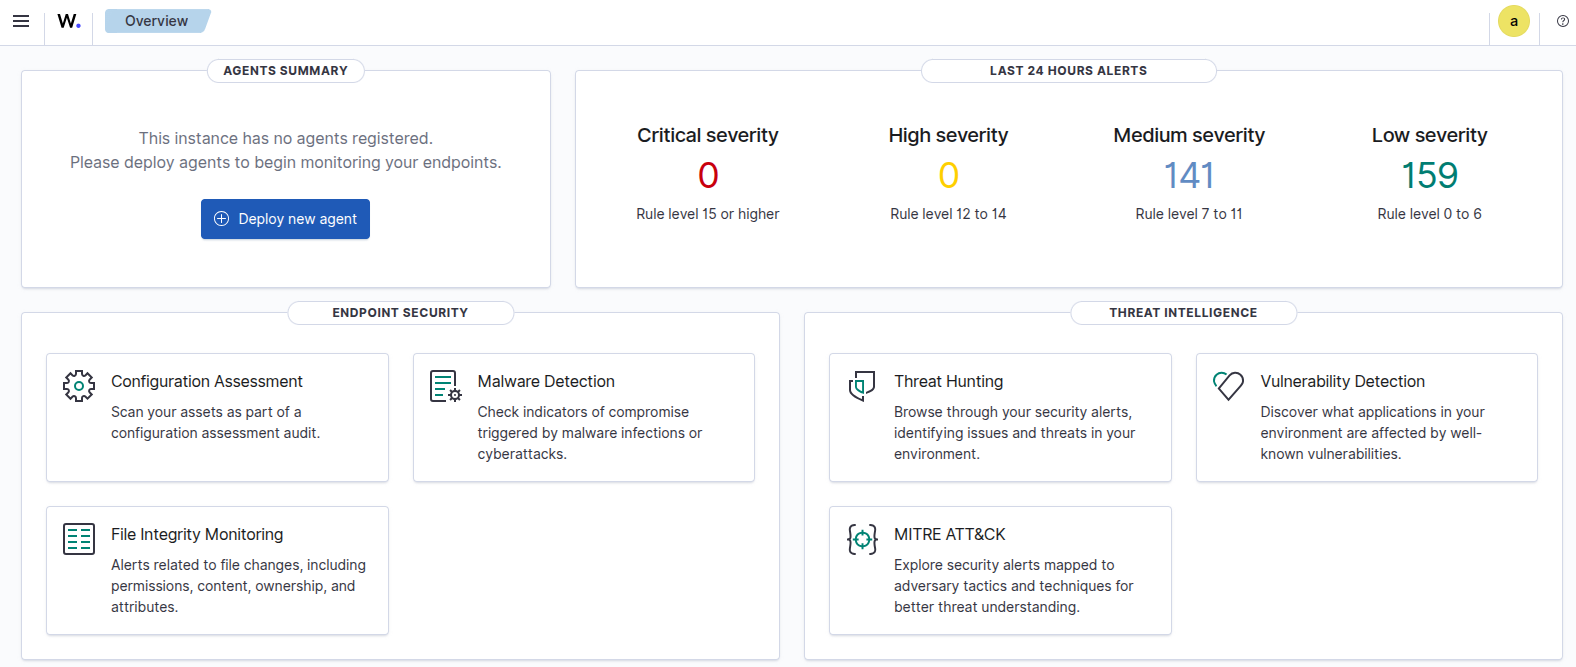 W.
Overview
a
AGENTS SUMMARY
This instance has no agents registered.
Please deploy agents to begin monitoring your endpoints.
Deploy new agent
LAST 24 HOURS ALERTS
Critical severity
0
Rule level 15 or higher
High severity
0
Rule level 12 to 14
Medium severity
141
Rule level 7 to 11
Low severity
159
Rule level 0 to 6
ENDPOINT SECURITY
Configuration Assessment
Scan your assets as part of a
configuration assessment audit.
Malware Detection
Check indicators of compromise
triggered by malware infections or
cyberattacks.
File Integrity Monitoring
Alerts related to file changes, including
permissions, content, ownership, and
attributes.
THREAT INTELLIGENCE
Threat Hunting
Browse through your security alerts,
identifying issues and threats in your
environment.
Vulnerability Detection
Discover what applications in your
environment are affected by well-
known vulnerabilities.
MITRE ATT&CK
Explore security alerts mapped to
adversary tactics and techniques for
better threat understanding.